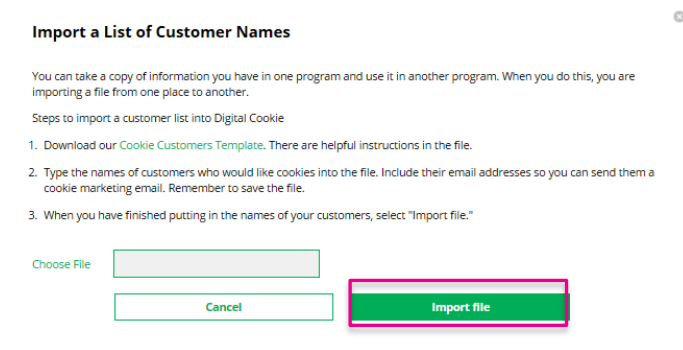 Import a List of Customer Names
You can take a copy of information you have in one program and use it in another program. When you do this, you are
importing a file from one place to another.
Steps to import a customer list into Digital Cookie
1. Download our Cookie Customers Template. There are helpful instructions in the file.
2. Type the names of customers who would like cookies into the file. Include their email addresses so you can send them a
cookie marketing email. Remember to save the file.
3. When you have finished putting in the names of your customers, select "Import file."
Choose File
Cancel
Import file